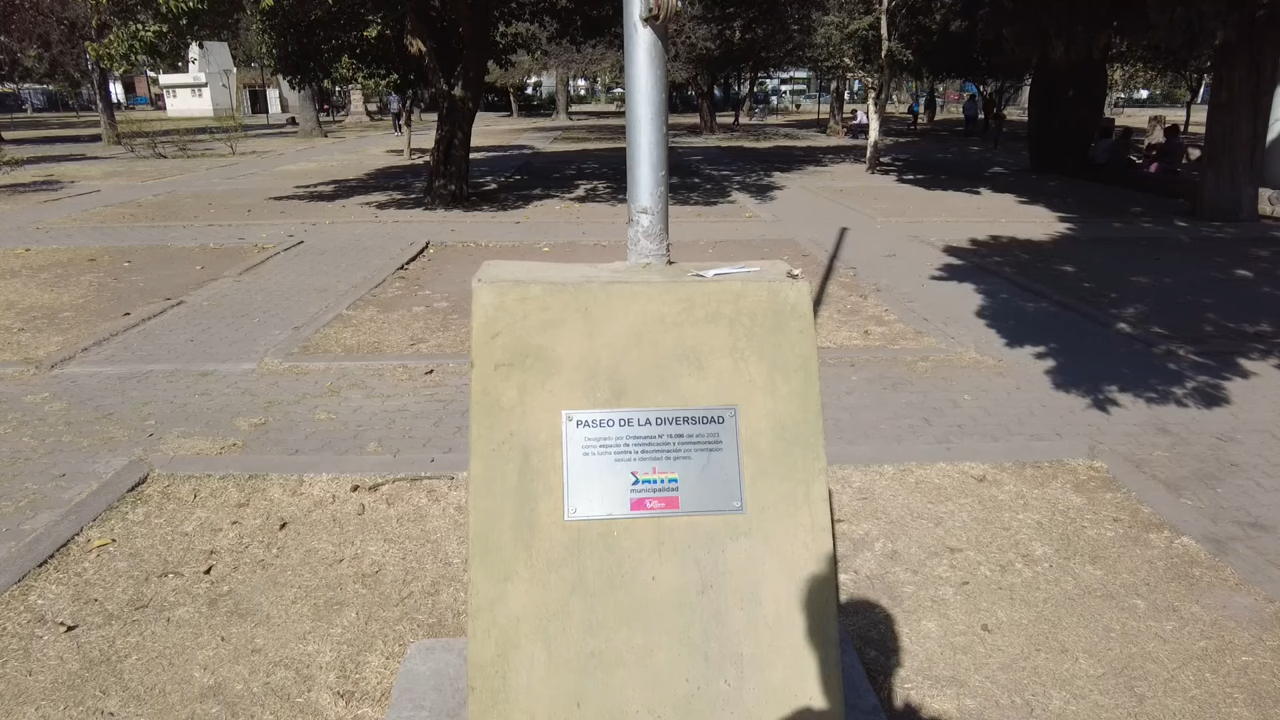 PASEO DE LA DIVERSIDAD
Designado por Ordenanza N° 16.096 del año 2023
como espacio de reivindicación y conmemoración
de la lucha contra la discriminación por orientación
sexual e identidad de género.
Salta
municipalidad